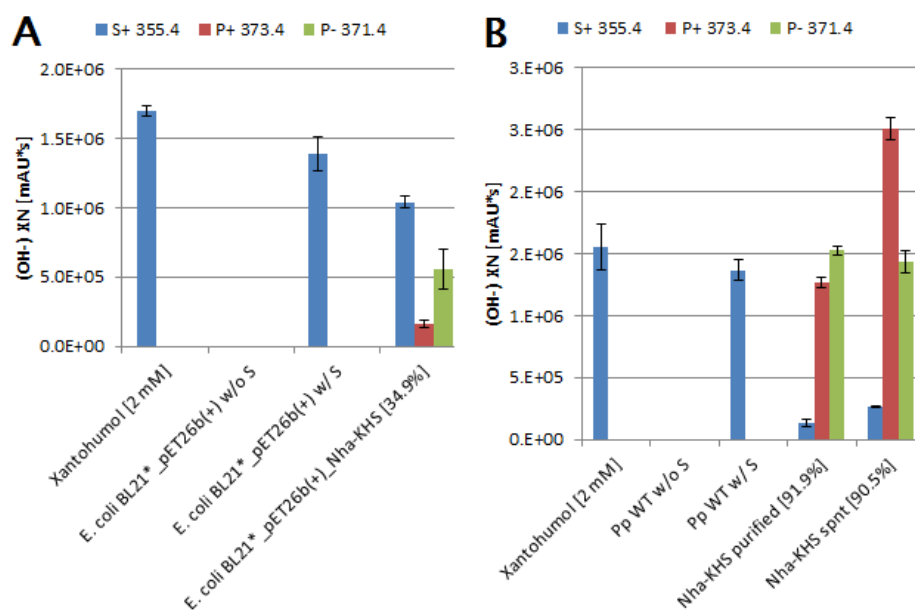 A
S+ 355.4 P+ 373.4 P- 371.4
(OH-) XN [mAU*s]
2.0E+06
1.5E+06
1.0E+06
5.0E+05
0.0E+00
Xantohumol [2 mM]
E. coli BL21*_pET26b(+) w/o S
E. coli BL21*_pET26b(+) w/ S
E. coli BL21*_pET26b(+)_Nha-KHS [34.9%]
B
S+ 355.4 P+ 373.4 P- 371.4
(OH-) XN [mAU*s]
3.E+06
3.E+06
2.E+06
2.E+06
1.E+06
5.E+05
0.E+00
Xantohumol [2 mM]
Pp WT w/o S
Pp WT w/ S
Nha-KHS purified [91.9%]
Nha-KHS spnt [90.5%]